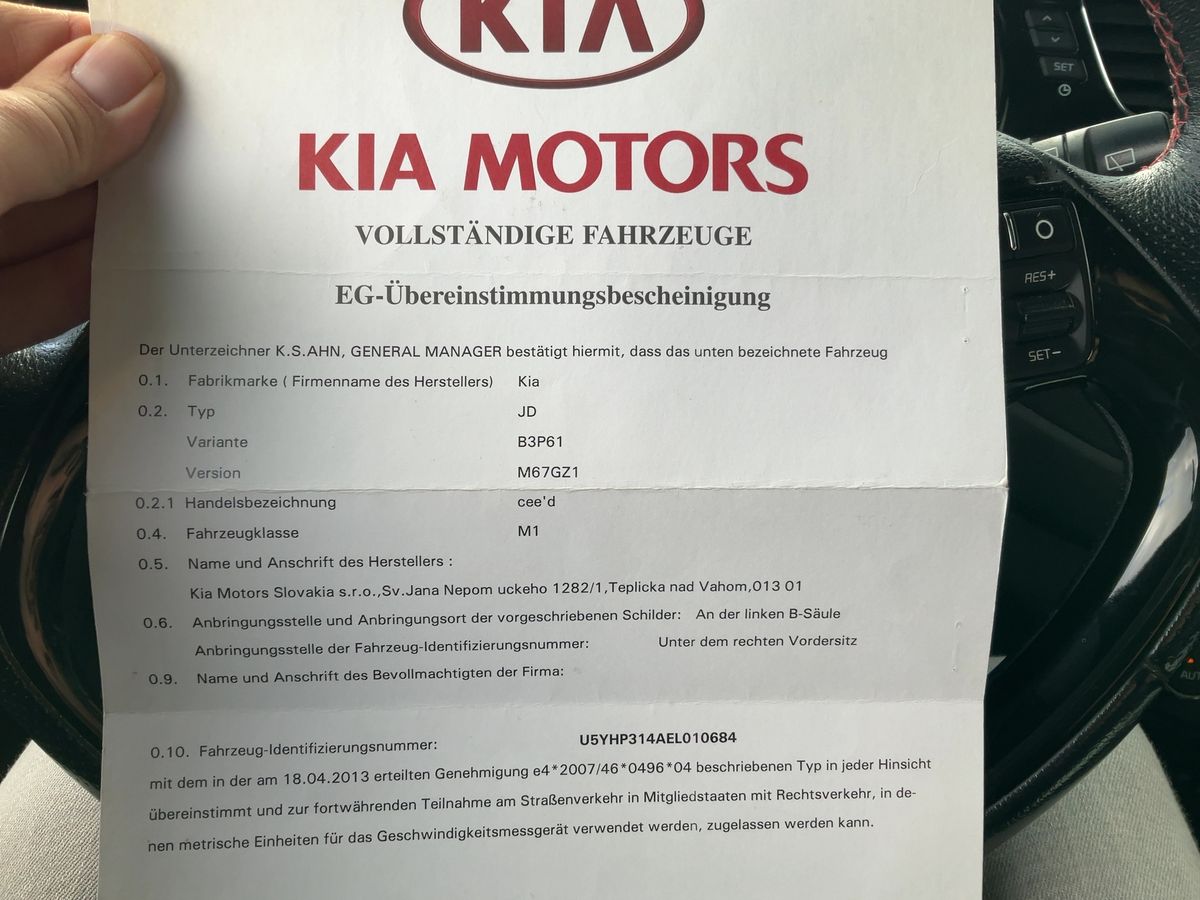 KIA
KIA MOTORS
VOLLSTÄNDIGE FAHRZEUGE
EG-Übereinstimmungsbescheinigung
Der Unterzeichner K.S.AHN, GENERAL MANAGER bestätigt hiermit, dass das unten bezeichnete Fahrzeug
0.1. Fabrikmarke ( Firmenname des Herstellers) Kia
0.2. Typ JD
Variante B3P61
Version M67GZ1
0.2.1 Handelsbezeichnung cee'd
0.4. Fahrzeugklasse M1
0.5. Name und Anschrift des Herstellers :
Kia Motors Slovakia s.r.o.,Sv.Jana Nepom uckeho 1282/1,Teplicka nad Vahom,013 01
0.6. Anbringungsstelle und Anbringungsort der vorgeschriebenen Schilder: An der linken B-Säule
Anbringungsstelle der Fahrzeug-Identifizierungsnummer: Unter dem rechten Vordersitz
0.9. Name und Anschrift des Bevollmachtigten der Firma:
0.10. Fahrzeug-Identifizierungsnummer: U5YHP314AEL010684
mit dem in der am 18.04.2013 erteilten Genehmigung e4*2007/46*0496*04 beschriebenen Typ in jeder Hinsicht
übereinstimmt und zur fortwährenden Teilnahme am Straßenverkehr in Mitgliedstaaten mit Rechtsverkehr, in de-
nen metrische Einheiten für das Geschwindigkeitsmessgerät verwendet werden, zugelassen werden kann.
SET
O
RES+
SET−